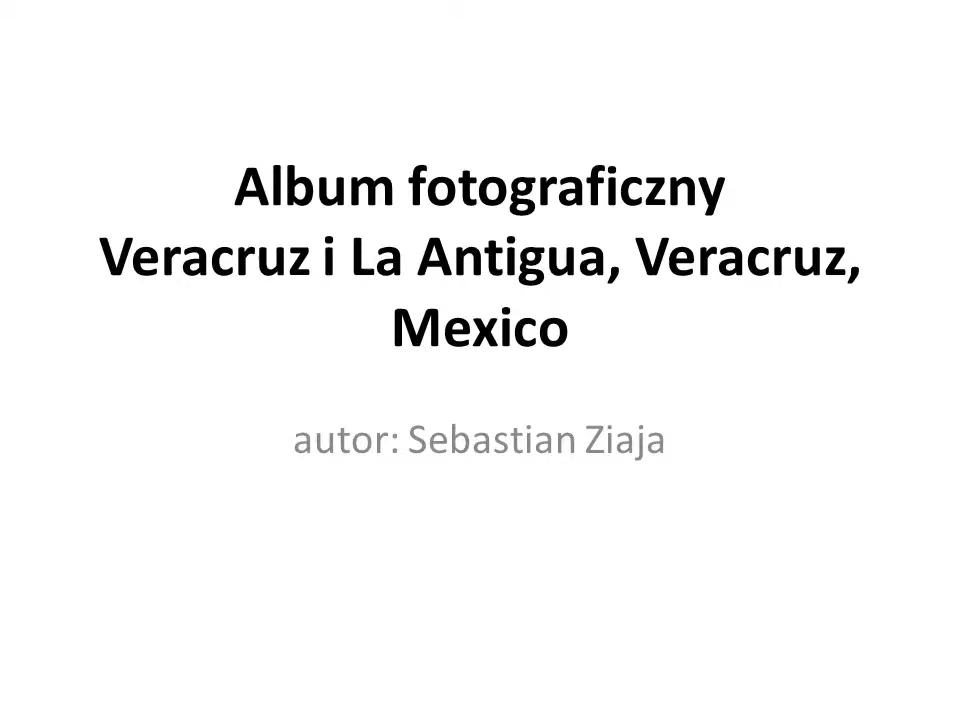 Album fotograficzny
Veracruz i La Antigua, Veracruz,
Mexico
autor: Sebastian Ziaja